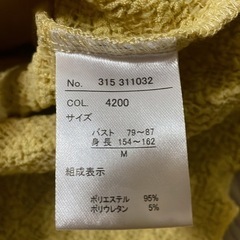 No. 315 311032
COL. 4200
サイズ
バスト 79～87
身長 154～162
M
組成表示
ポリエステル 95%
ポリウレタン 5%